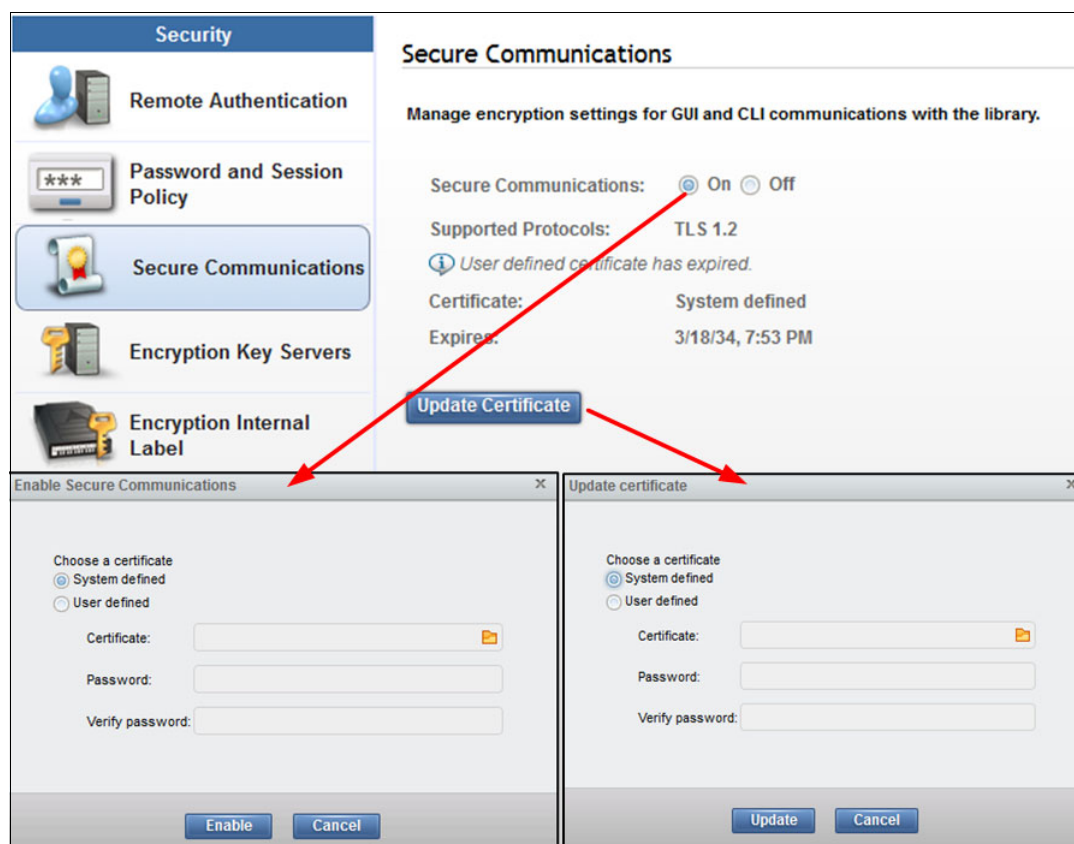 Security
Remote Authentication
***
Password and Session
Policy
Secure Communications
Encryption Key Servers
Encryption Internal
Label
Secure Communications
Manage encryption settings for GUI and CLI communications with the library.
Secure Communications: On Off
Supported Protocols: TLS 1.2
User defined certificate has expired.
Certificate: System defined
Expires: 3/18/34, 7:53 PM
Update Certificate
Enable Secure Communications x
Choose a certificate
System defined
User defined
Certificate:
Password:
Verify password:
Enable Cancel
Update certificate x
Choose a certificate
System defined
User defined
Certificate:
Password:
Verify password:
Update Cancel